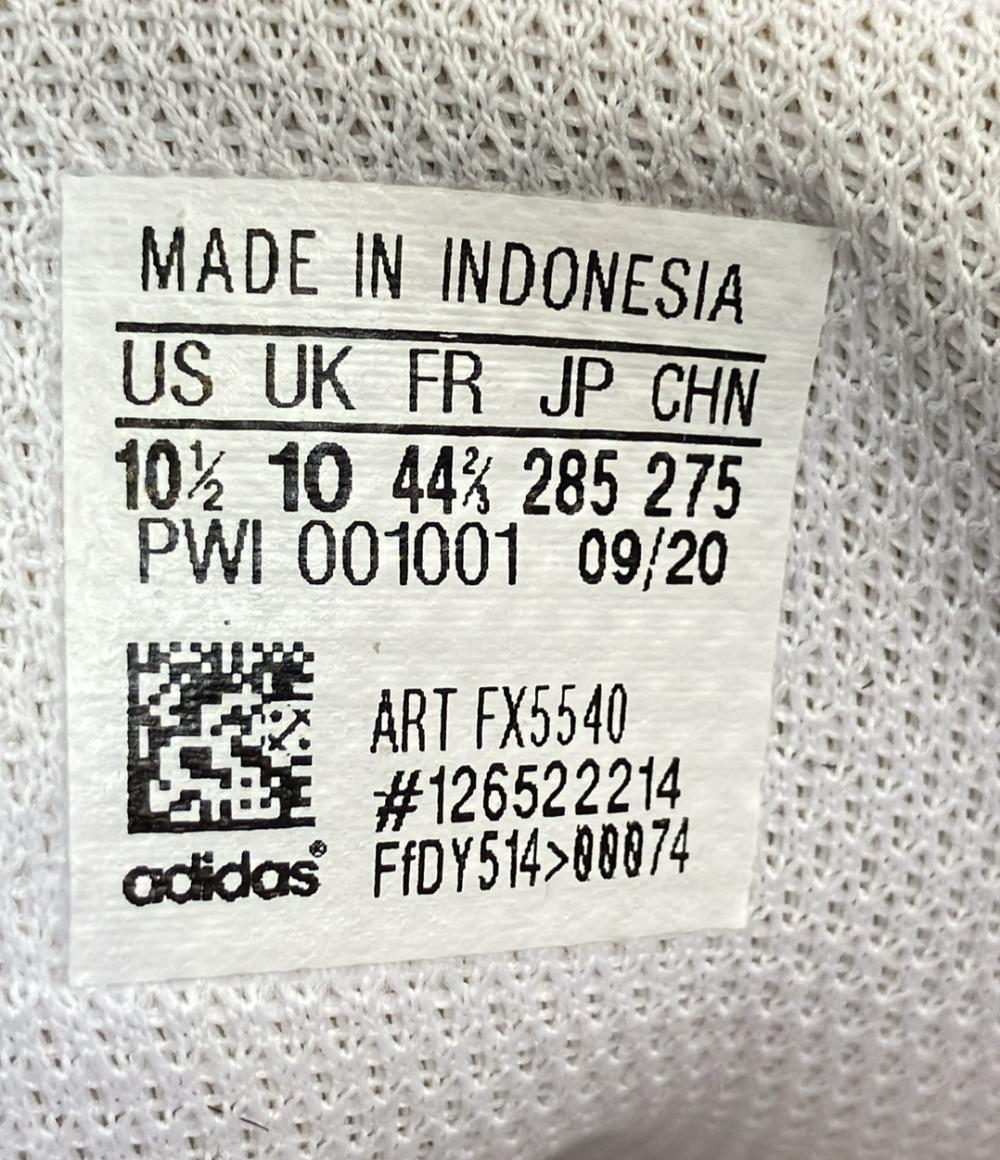 MADE IN INDONESIA
US UK FR JP CHN
10½ 10 44⅔ 285 275
PWI 001001 09/20
ART FX5540
#126522214
FfDY514>00074
adidas®